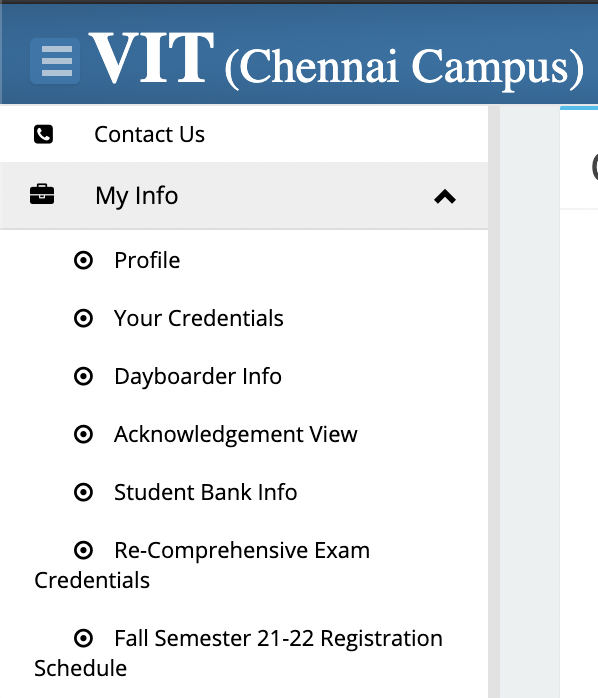 VIT (Chennai Campus)
Contact Us
My Info
Profile
Your Credentials
Dayboarder Info
Acknowledgement View
Student Bank Info
Re-Comprehensive Exam
Credentials
Fall Semester 21-22 Registration
Schedule